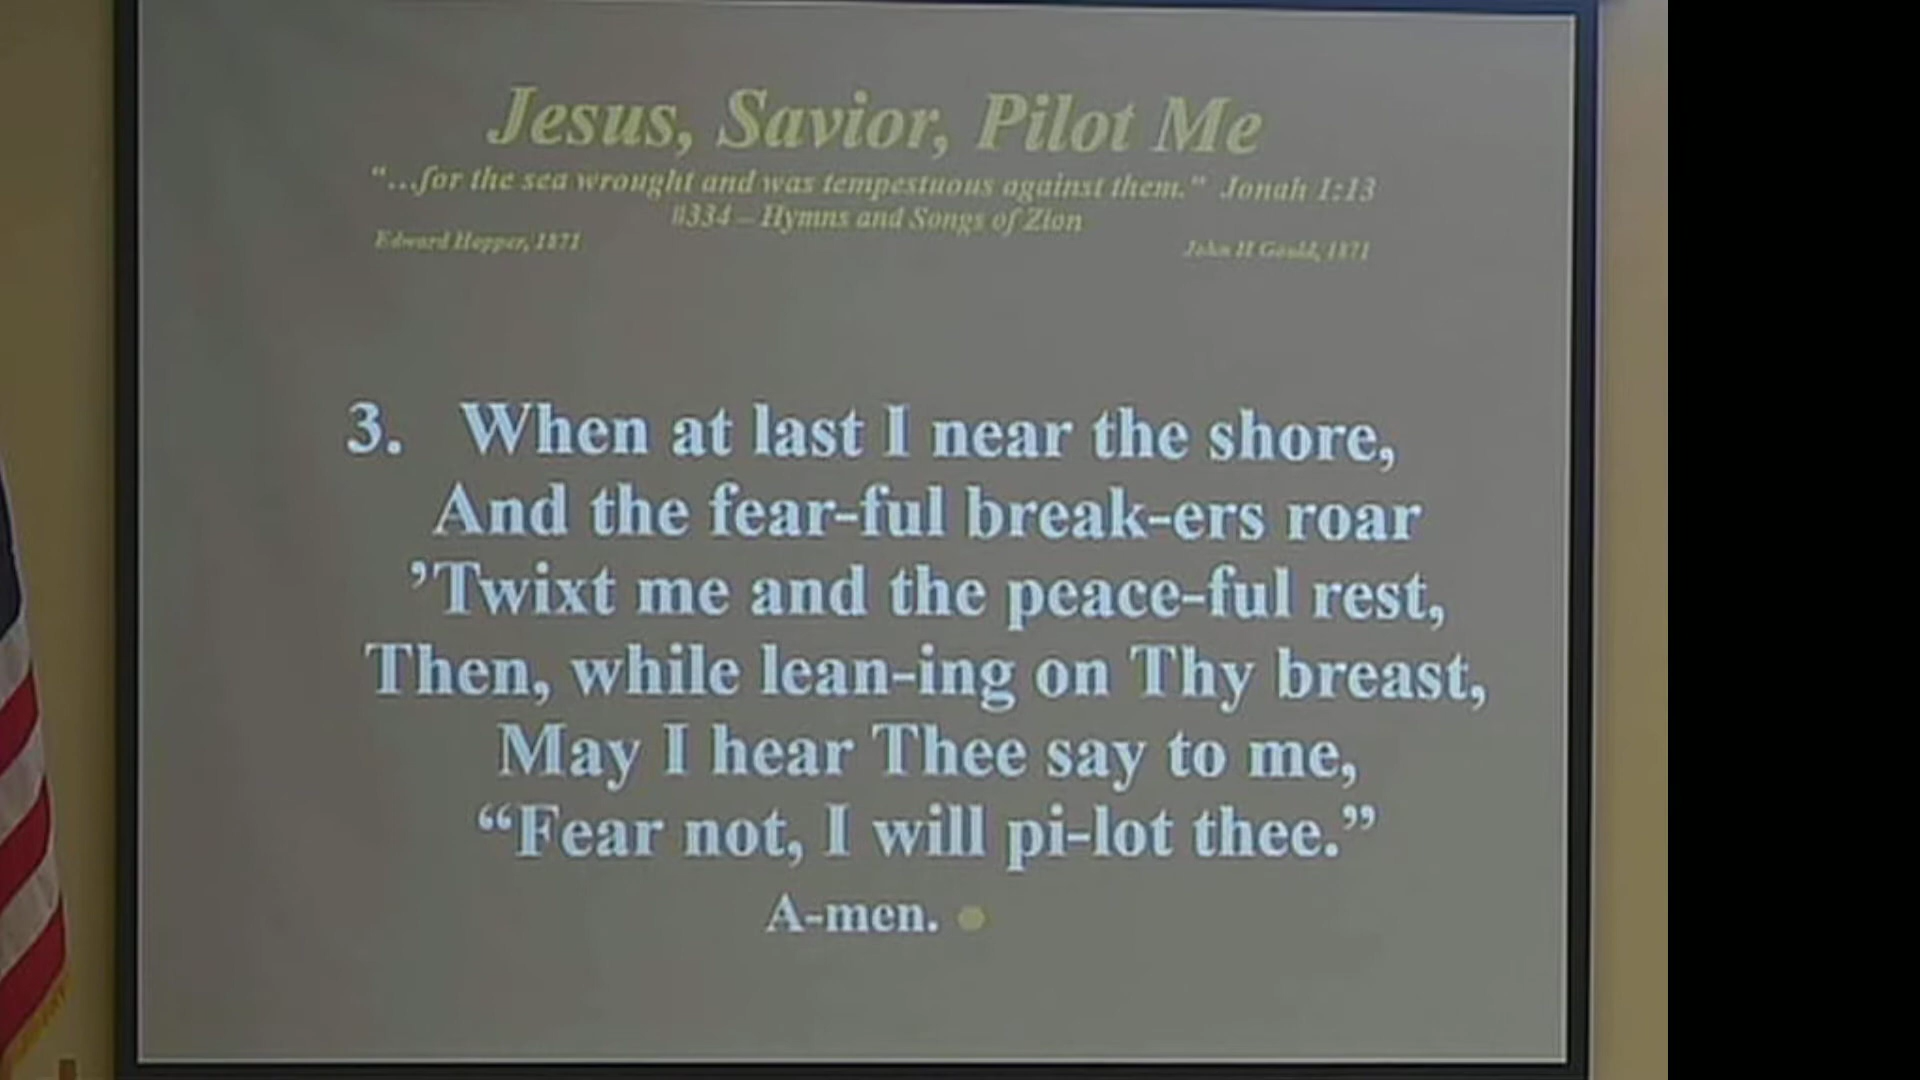 Jesus, Savior, Pilot Me
“...for the sea wrought and was tempestuous against them.” Jonah 1:13
#334 – Hymns and Songs of Zion
Edward Hopper, 1871
John H Gould, 1871
3. When at last I near the shore,
And the fear-ful break-ers roar
’Twixt me and the peace-ful rest,
Then, while lean-ing on Thy breast,
May I hear Thee say to me,
“Fear not, I will pi-lot thee.”
A-men.